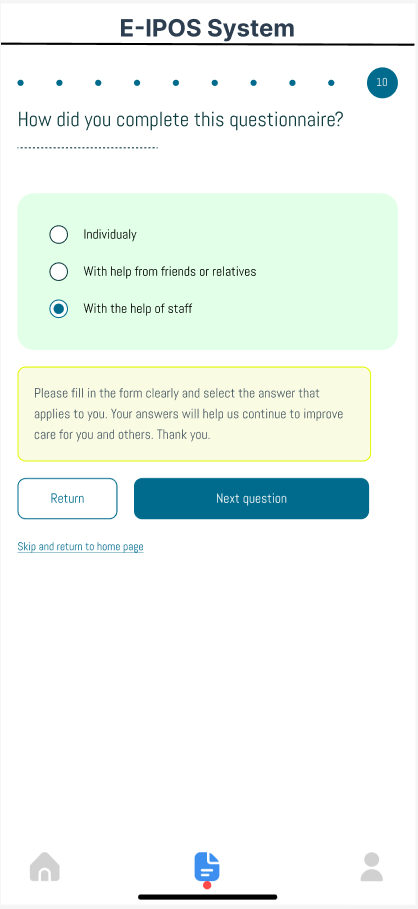 E-IPOS System
10
How did you complete this questionnaire?
Individualy
With help from friends or relatives
With the help of staff
Please fill in the form clearly and select the answer that
applies to you. Your answers will help us continue to improve
care for you and others. Thank you.
Return
Next question
Skip and return to home page